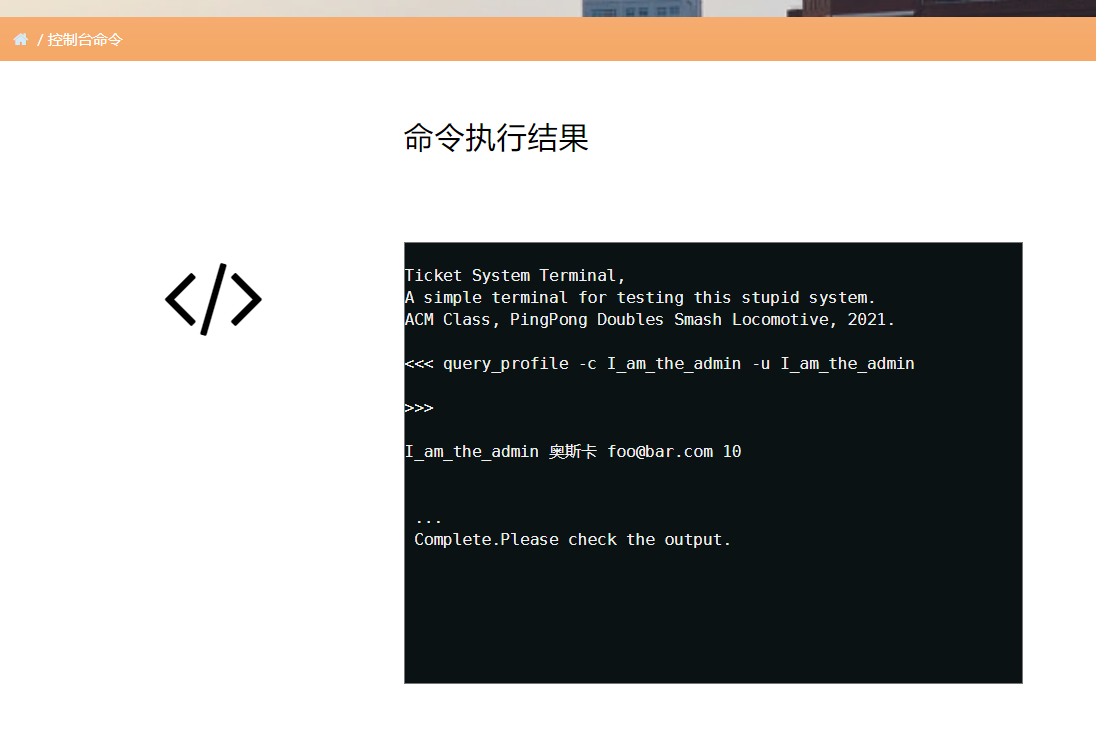 / 控制台命令
命令执行结果
Ticket System Terminal,
A simple terminal for testing this stupid system.
ACM Class, PingPong Doubles Smash Locomotive, 2021.
<<< query_profile -c I_am_the_admin -u I_am_the_admin
>>>
I_am_the_admin 奥斯卡 foo@bar.com 10
...
Complete.Please check the output.